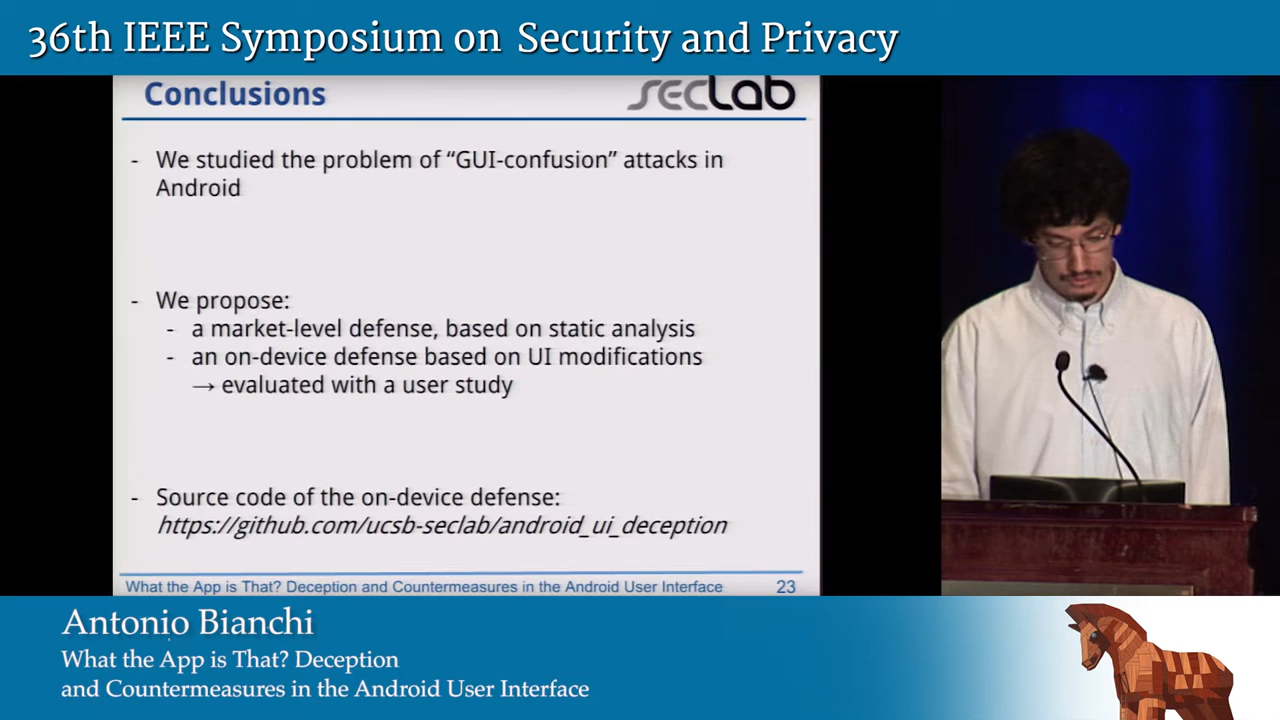 36th IEEE Symposium on Security and Privacy
Conclusions
secLab
- We studied the problem of “GUI-confusion” attacks in
Android
- We propose:
- a market-level defense, based on static analysis
- an on-device defense based on UI modifications
→ evaluated with a user study
- Source code of the on-device defense:
https://github.com/ucsb-seclab/android_ui_deception
What the App is That? Deception and Countermeasures in the Android User Interface 23
Antonio Bianchi
What the App is That? Deception
and Countermeasures in the Android User Interface